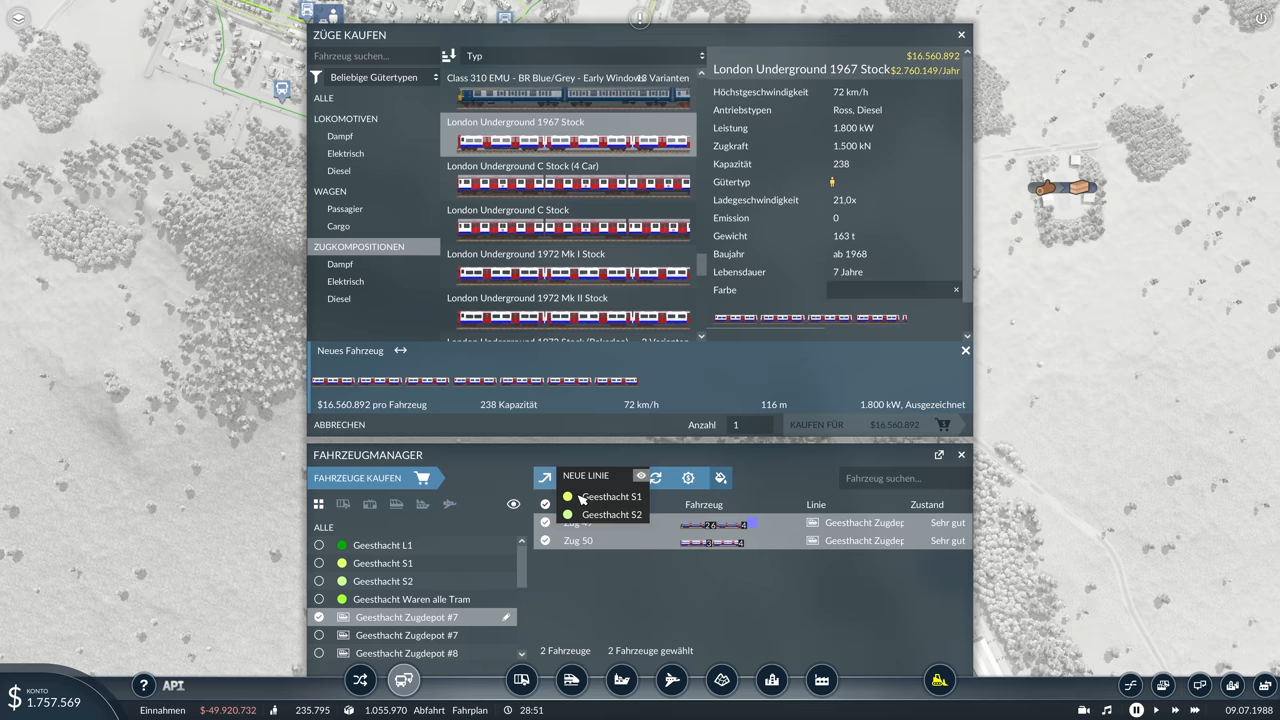 ZÜGE KAUFEN
Fahrzeug suchen...
Typ
Beliebige Gütertypen
ALLE
LOKOMOTIVEN
Dampf
Elektrisch
Diesel
WAGEN
Passagier
Cargo
ZUGKOMPOSITIONEN
Dampf
Elektrisch
Diesel
Class 310 EMU - BR Blue/Grey - Early Window 13 Varianten
London Underground 1967 Stock
London Underground C Stock (4 Car)
London Underground C Stock
London Underground 1972 Mk I Stock
London Underground 1972 Mk II Stock
$16.560.892
London Underground 1967 Stock $2.760.149/Jahr
Höchstgeschwindigkeit 72 km/h
Antriebstypen Ross, Diesel
Leistung 1.800 kW
Zugkraft 1.500 kN
Kapazität 238
Gütertyp
Ladegeschwindigkeit 21,0x
Emission 0
Gewicht 163 t
Baujahr ab 1968
Lebensdauer 7 Jahre
Farbe
Neues Fahrzeug
$16.560.892 pro Fahrzeug 238 Kapazität 72 km/h 116 m 1.800 kW, Ausgezeichnet
ABBRECHEN Anzahl 1 KAUFEN FÜR $16.560.892
FAHRZEUGMANAGER
FAHRZEUGE KAUFEN
Fahrzeug suchen...
ALLE
Geesthacht L1
Geesthacht S1
Geesthacht S2
Geesthacht Waren alle Tram
Geesthacht Zugdepot #7
Geesthacht Zugdepot #7
Geesthacht Zugdepot #8
NEUE LINIE
Geesthacht S1
Geesthacht S2
Fahrzeug Linie Zustand
26 4 Geesthacht Zugdep Sehr gut
Zug 50 3 4 Geesthacht Zugdep Sehr gut
2 Fahrzeuge 2 Fahrzeuge gewählt
KONTO
$ 1.757.569
? API
Einnahmen $-49.920.732 235.795 1.055.970 Abfahrt Fahrplan 28:51 09.07.1988